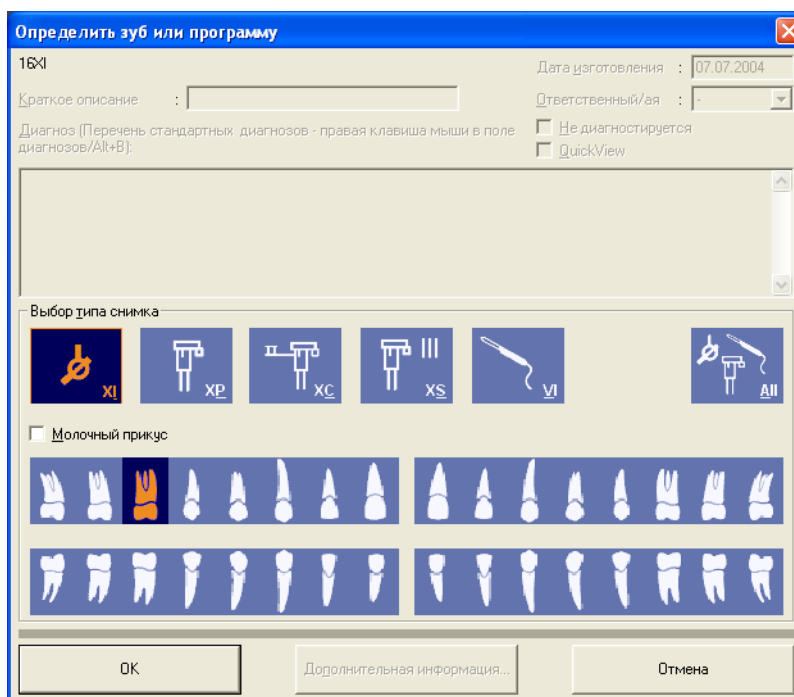 Определить зуб или программу
16XI
Дата изготовления : 07.07.2004
Краткое описание :
Ответственный/ая : -
Диагноз (Перечень стандартных диагнозов - правая клавиша мыши в поле
диагнозов/Alt+B):
Не диагностируется
QuickView
Выбор типа снимка
XI
XP
XC
XS
VI
All
Молочный прикус
OK
Дополнительная информация...
Отмена